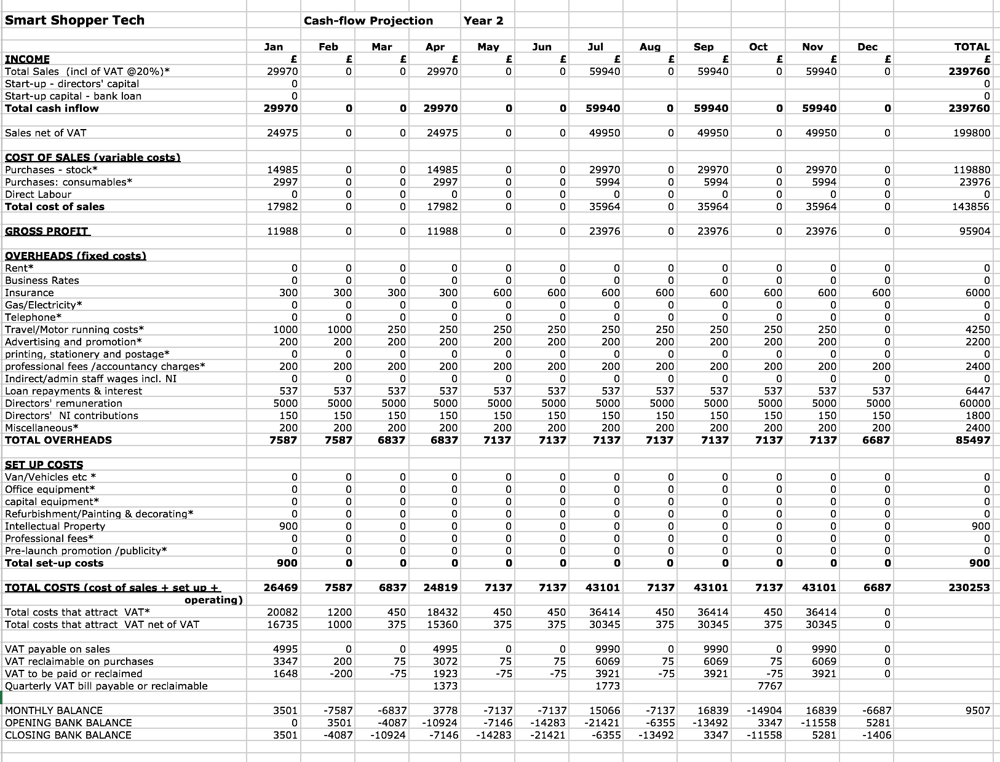 Smart Shopper Tech Cash-flow Projection Year 2
Jan Feb Mar Apr May Jun Jul Aug Sep Oct Nov Dec TOTAL
INCOME £ £ £ £ £ £ £ £ £ £ £ £ £
Total Sales (incl of VAT @20%)* 29970 0 0 29970 0 0 59940 0 59940 0 59940 0 239760
Start-up - directors' capital 0 0
Start-up capital - bank loan 0 0
Total cash inflow 29970 0 0 29970 0 0 59940 0 59940 0 59940 0 239760
Sales net of VAT 24975 0 0 24975 0 0 49950 0 49950 0 49950 0 199800
COST OF SALES (variable costs)
Purchases - stock* 14985 0 0 14985 0 0 29970 0 29970 0 29970 0 119880
Purchases: consumables* 2997 0 0 2997 0 0 5994 0 5994 0 5994 0 23976
Direct Labour 0 0 0 0 0 0 0 0 0 0 0 0 0
Total cost of sales 17982 0 0 17982 0 0 35964 0 35964 0 35964 0 143856
GROSS PROFIT 11988 0 0 11988 0 0 23976 0 23976 0 23976 0 95904
OVERHEADS (fixed costs)
Rent* 0 0 0 0 0 0 0 0 0 0 0 0 0
Business Rates 0 0 0 0 0 0 0 0 0 0 0 0 0
Insurance 300 300 300 300 600 600 600 600 600 600 600 600 6000
Gas/Electricity* 0 0 0 0 0 0 0 0 0 0 0 0 0
Telephone* 0 0 0 0 0 0 0 0 0 0 0 0 0
Travel/Motor running costs* 1000 1000 250 250 250 250 250 250 250 250 250 0 4250
Advertising and promotion* 200 200 200 200 200 200 200 200 200 200 200 0 2200
printing, stationery and postage* 0 0 0 0 0 0 0 0 0 0 0 0 0
professional fees /accountancy charges* 200 200 200 200 200 200 200 200 200 200 200 200 2400
Indirect/admin staff wages incl. NI 0 0 0 0 0 0 0 0 0 0 0 0 0
Loan repayments & interest 537 537 537 537 537 537 537 537 537 537 537 537 6447
Directors' remuneration 5000 5000 5000 5000 5000 5000 5000 5000 5000 5000 5000 5000 60000
Directors' NI contributions 150 150 150 150 150 150 150 150 150 150 150 150 1800
Miscellaneous* 200 200 200 200 200 200 200 200 200 200 200 200 2400
TOTAL OVERHEADS 7587 7587 6837 6837 7137 7137 7137 7137 7137 7137 7137 6687 85497
SET UP COSTS
Van/Vehicles etc * 0 0 0 0 0 0 0 0 0 0 0 0 0
Office equipment* 0 0 0 0 0 0 0 0 0 0 0 0 0
capital equipment* 0 0 0 0 0 0 0 0 0 0 0 0 0
Refurbishment/Painting & decorating* 0 0 0 0 0 0 0 0 0 0 0 0 0
Intellectual Property 900 0 0 0 0 0 0 0 0 0 0 0 900
Professional fees* 0 0 0 0 0 0 0 0 0 0 0 0 0
Pre-launch promotion /publicity* 0 0 0 0 0 0 0 0 0 0 0 0 0
Total set-up costs 900 0 0 0 0 0 0 0 0 0 0 0 900
TOTAL COSTS (cost of sales + set up + 26469 7587 6837 24819 7137 7137 43101 7137 43101 7137 43101 6687 230253
operating)
Total costs that attract VAT* 20082 1200 450 18432 450 450 36414 450 36414 450 36414 0
Total costs that attract VAT net of VAT 16735 1000 375 15360 375 375 30345 375 30345 375 30345 0
VAT payable on sales 4995 0 0 4995 0 0 9990 0 9990 0 9990 0
VAT reclaimable on purchases 3347 200 75 3072 75 75 6069 75 6069 75 6069 0
VAT to be paid or reclaimed 1648 -200 -75 1923 -75 -75 3921 -75 3921 -75 3921 0
Quarterly VAT bill payable or reclaimable 1373 1773 7767
MONTHLY BALANCE 3501 -7587 -6837 3778 -7137 -7137 15066 -7137 16839 -14904 16839 -6687 9507
OPENING BANK BALANCE 0 3501 -4087 -10924 -7146 -14283 -21421 -6355 -13492 3347 -11558 5281
CLOSING BANK BALANCE 3501 -4087 -10924 -7146 -14283 -21421 -6355 -13492 3347 -11558 5281 -1406